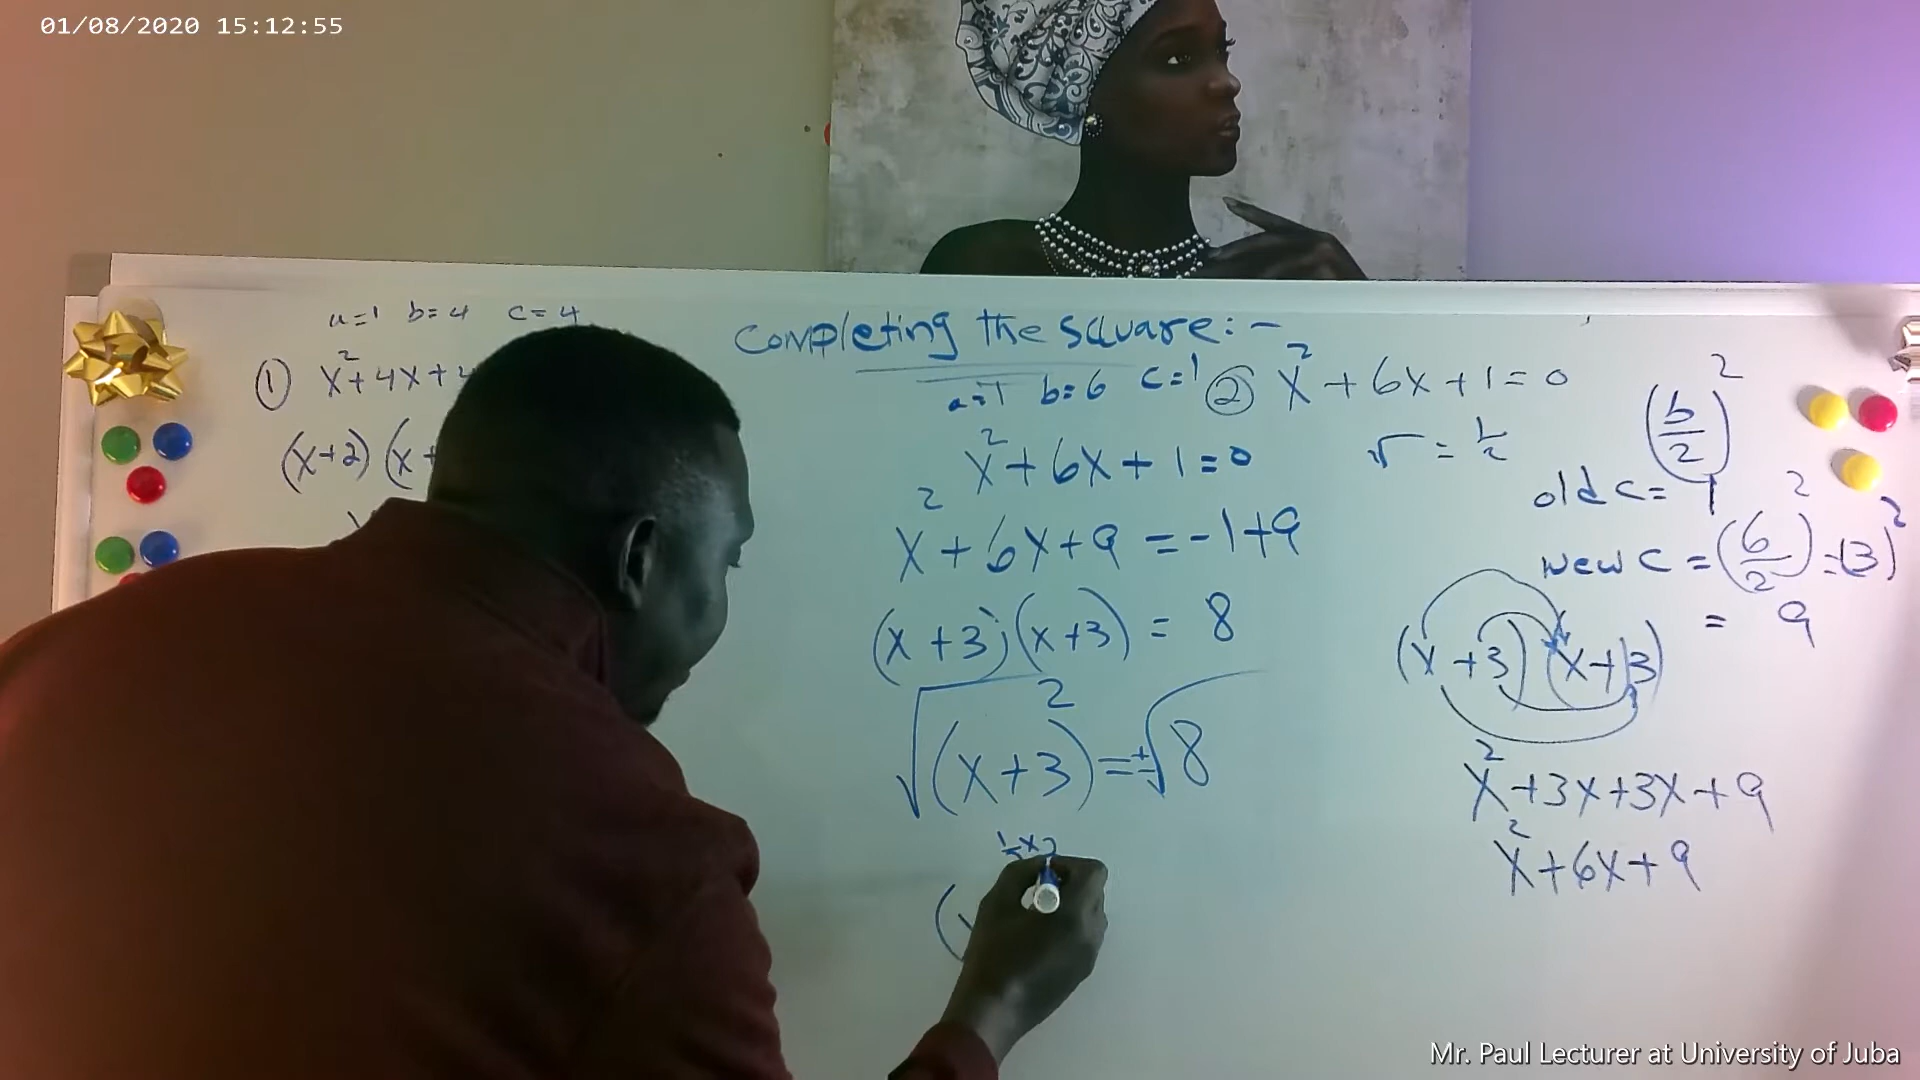 01/08/2020 15:12:55
a=1 b=4 c=4
① x²+4x+
(x+2)(x+
Completing the square:-
a=1 b=6 c=1 ② x²+6x+1=0
x²+6x+1=0
x²+6x+9=-1+9
(x+3)(x+3)=8
√(x+3)²=±√8
½x2
(
√ = ½
(b/2)²
old c= 1
new c=(6/2)²=(3)²
= 9
(x+3)(x+3)
x²+3x+3x+9
x²+6x+9
Mr. Paul Lecturer at University of Juba